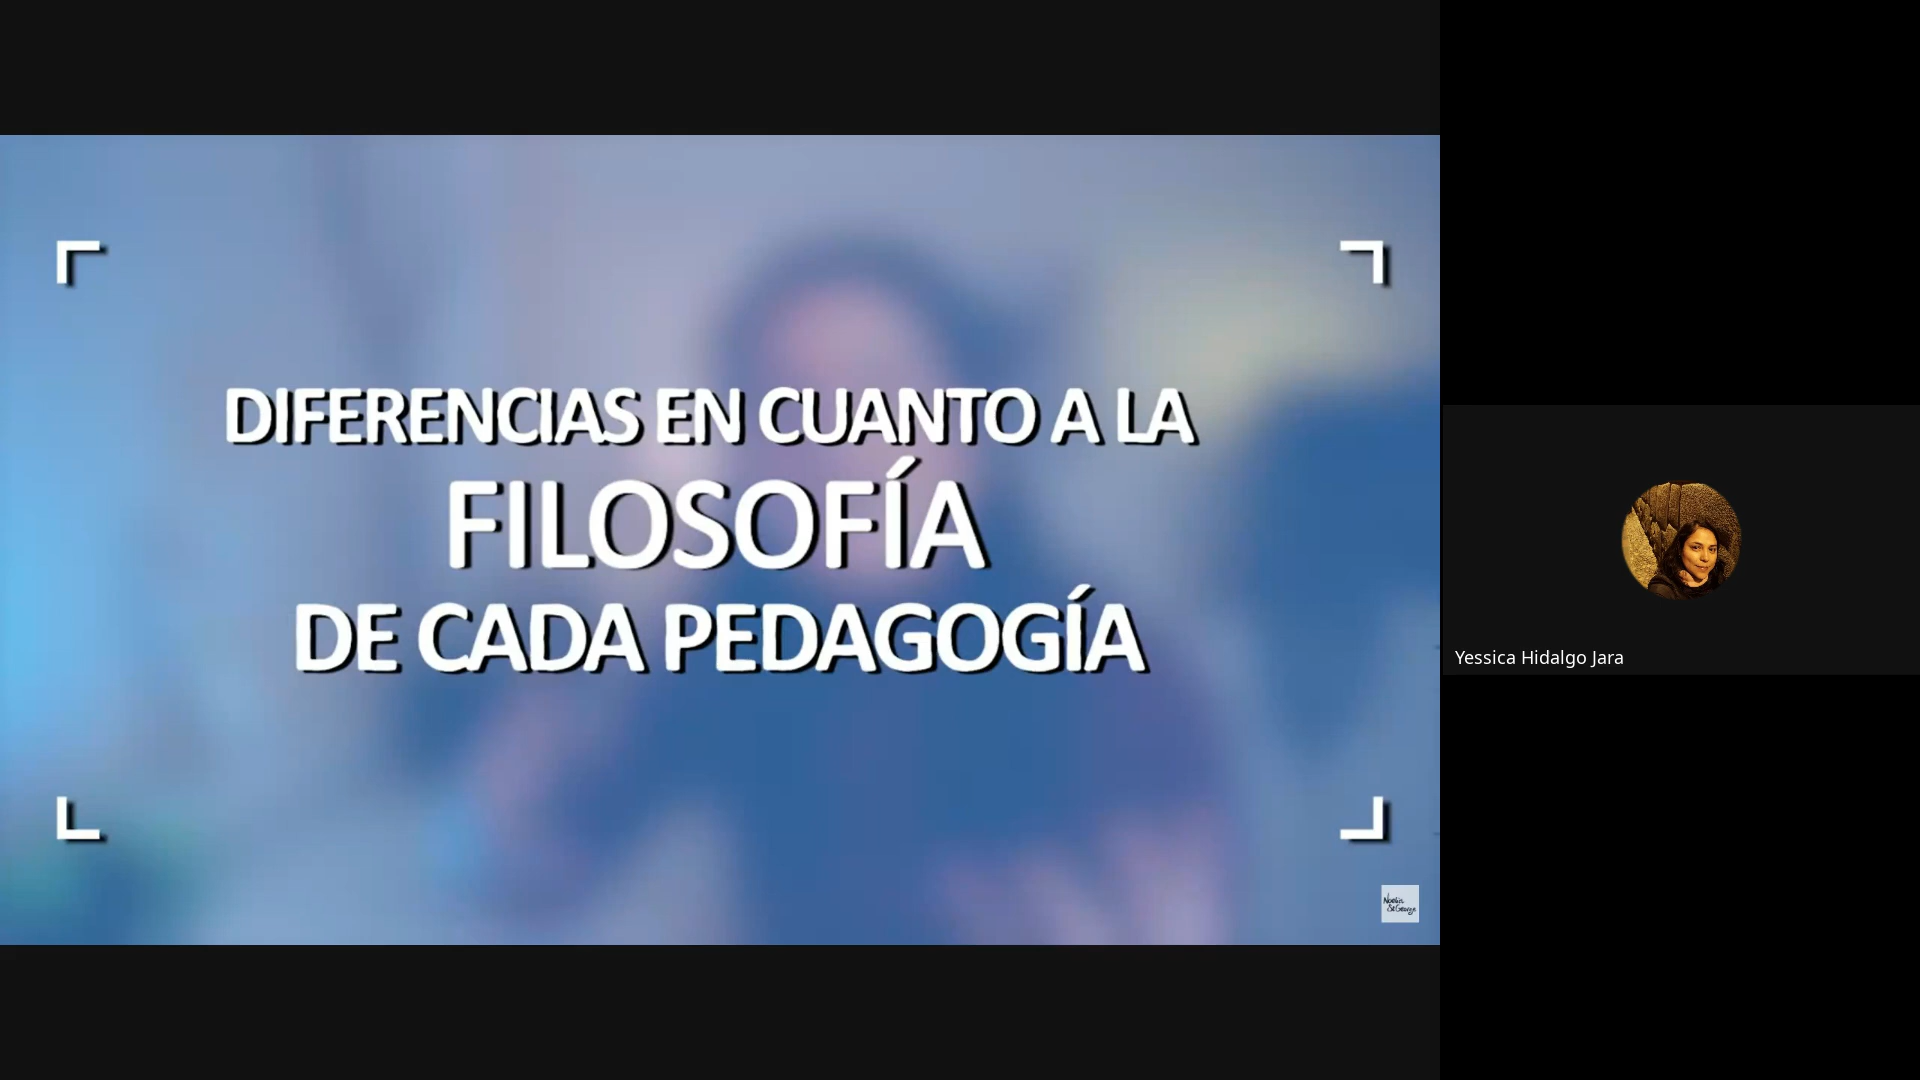 DIFERENCIAS EN CUANTO A LA
FILOSOFÍA
DE CADA PEDAGOGÍA
Yessica Hidalgo Jara